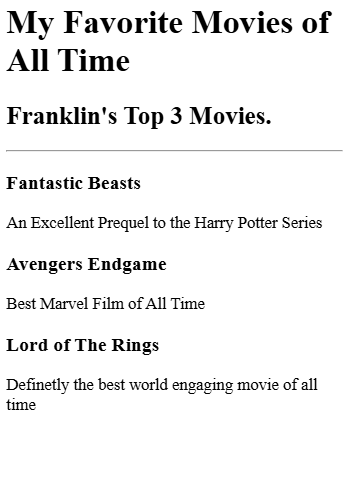 My Favorite Movies of
All Time
Franklin's Top 3 Movies.
Fantastic Beasts
An Excellent Prequel to the Harry Potter Series
Avengers Endgame
Best Marvel Film of All Time
Lord of The Rings
Definetly the best world engaging movie of all
time